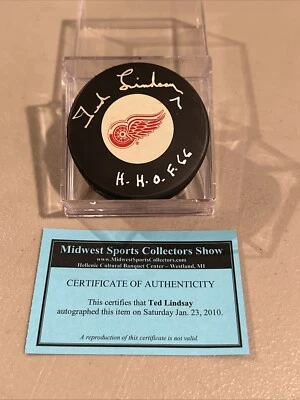 Ted Lindsay 7
H.H.O.F. 66
Midwest Sports Collectors Show
www.MidwestSportsCollectors.com
Hellenic Cultural Banquet Center - Westland, MI
CERTIFICATE OF AUTHENTICITY
This certifies that Ted Lindsay
autographed this item on Saturday Jan. 23, 2010.
A reproduction of this certificate is not valid.